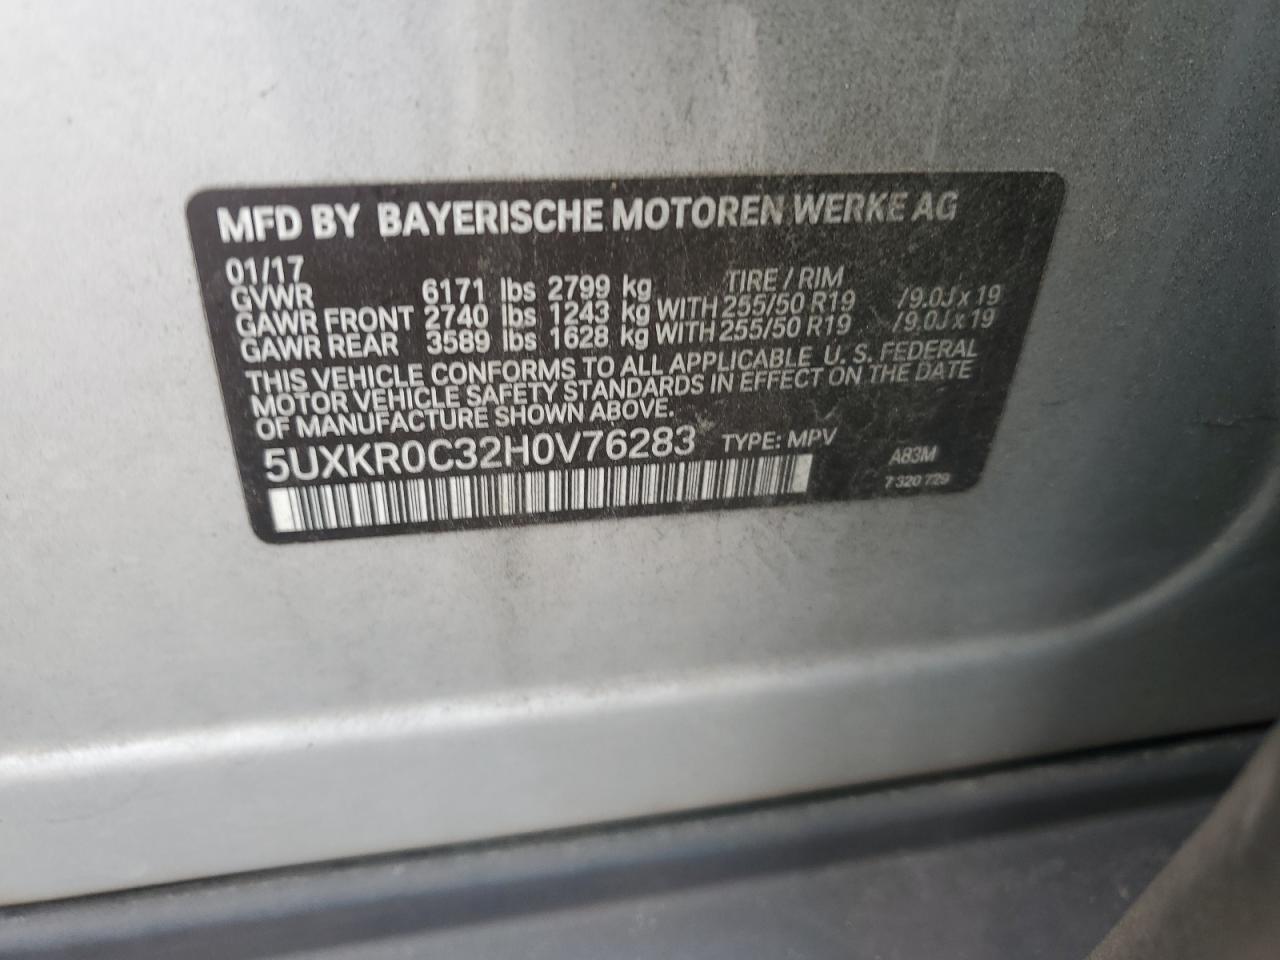 MFD BY BAYERISCHE MOTOREN WERKE AG
01/17 TIRE / RIM
GVWR 6171 lbs 2799 kg
GAWR FRONT 2740 lbs 1243 kg WITH 255/50 R19 /9.0J x 19
GAWR REAR 3589 lbs 1628 kg WITH 255/50 R19 /9.0J x 19
THIS VEHICLE CONFORMS TO ALL APPLICABLE U. S. FEDERAL
MOTOR VEHICLE SAFETY STANDARDS IN EFFECT ON THE DATE
OF MANUFACTURE SHOWN ABOVE.
5UXKR0C32H0V76283 TYPE: MPV A83M
7 320 729